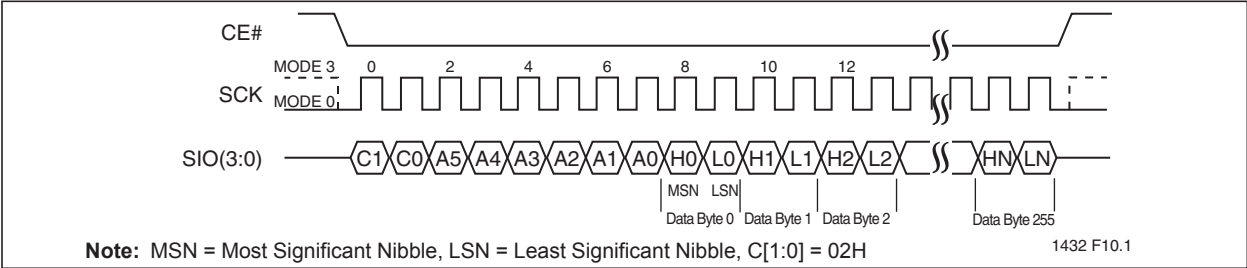 CE#
MODE 3 0 2 4 6 8 10 12
SCK MODE 0
SIO(3:0) C1 C0 A5 A4 A3 A2 A1 A0 H0 L0 H1 L1 H2 L2 HN LN
MSN LSN
Data Byte 0 Data Byte 1 Data Byte 2 Data Byte 255
Note: MSN = Most Significant Nibble, LSN = Least Significant Nibble, C[1:0] = 02H 1432 F10.1